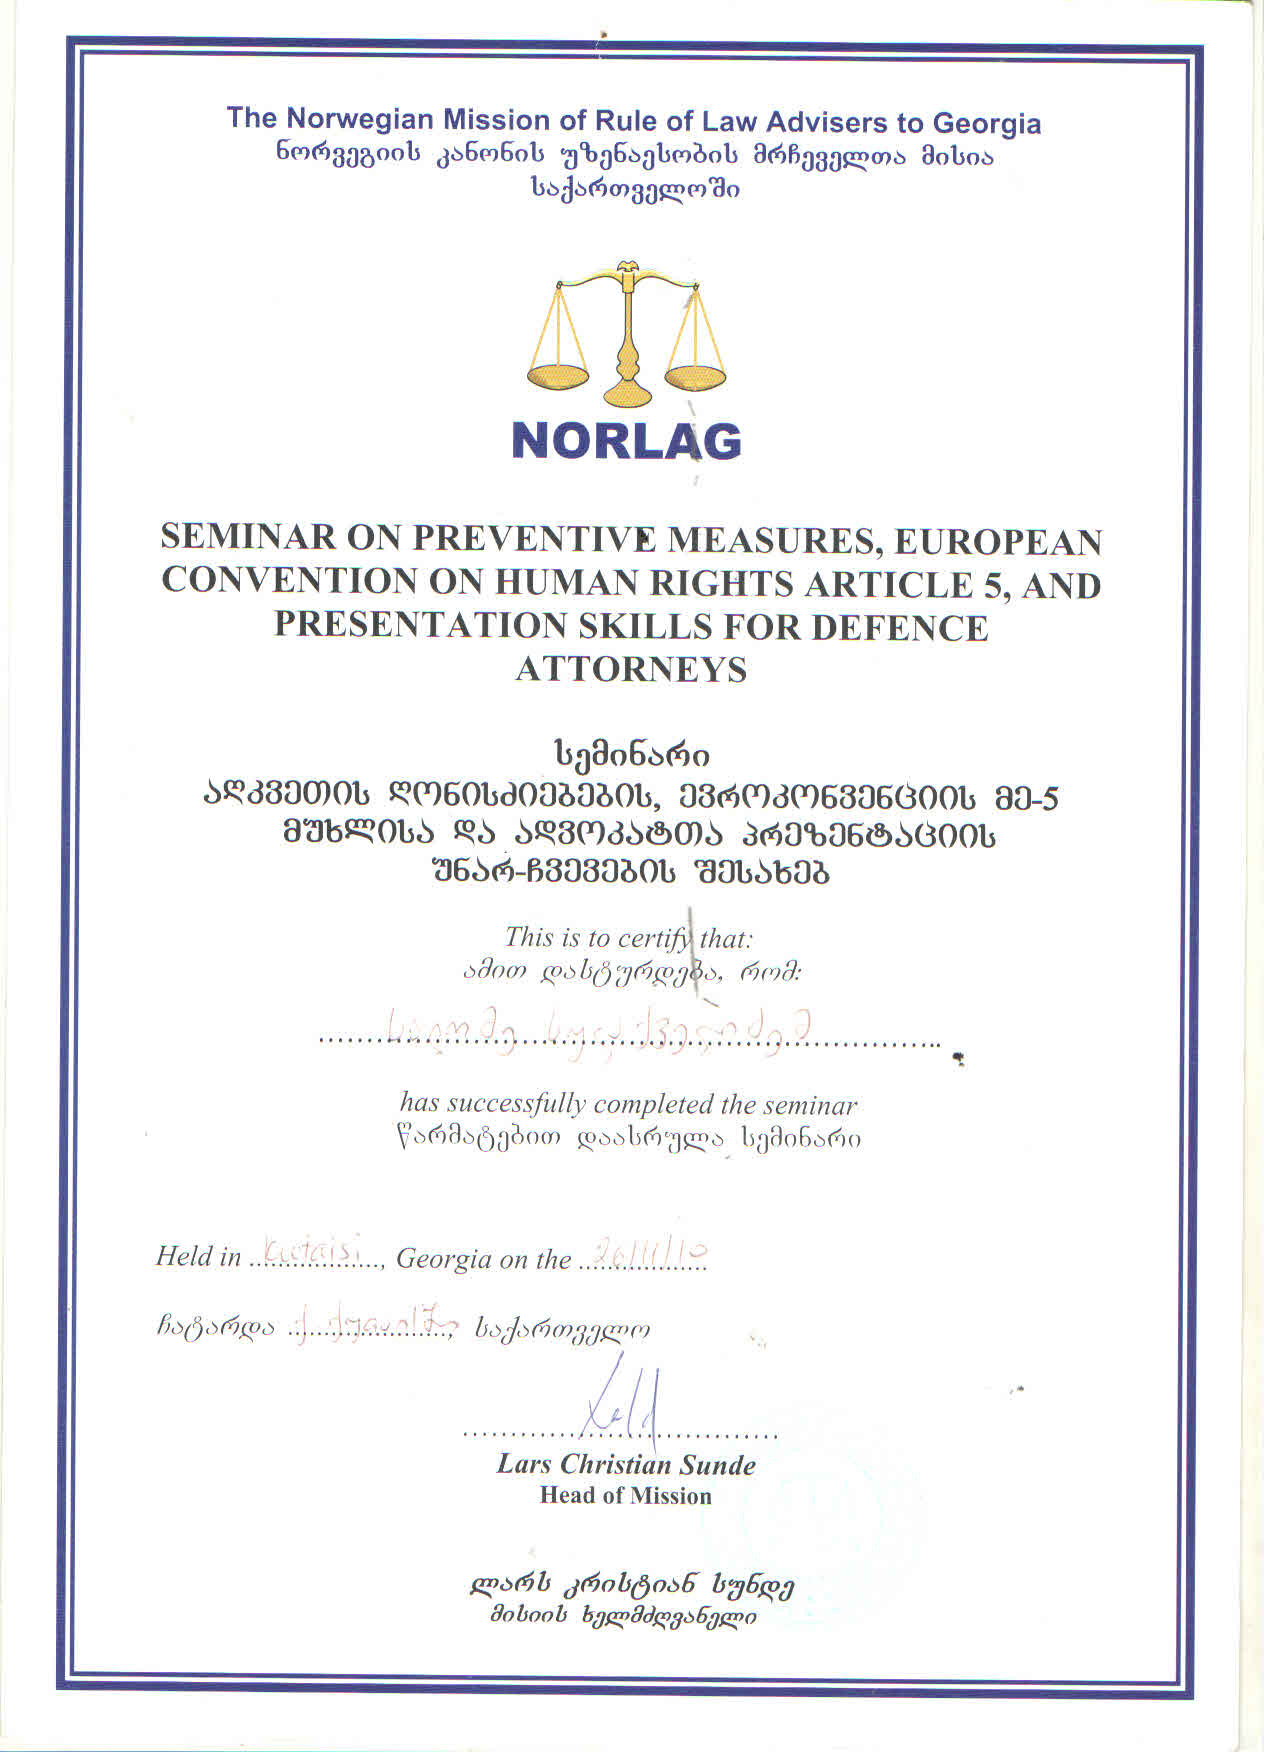 The Norwegian Mission of Rule of Law Advisers to Georgia
ნორვეგიის კანონის უზენაესობის მრჩეველთა მისია
საქართველოში
NORLAG
SEMINAR ON PREVENTIVE MEASURES, EUROPEAN
CONVENTION ON HUMAN RIGHTS ARTICLE 5, AND
PRESENTATION SKILLS FOR DEFENCE
ATTORNEYS
სემინარი
აღკვეთის ღონისძიებების, ევროკონვენციის მე-5
მუხლისა და ადვოკატთა პრეზენტაციის
უნარ-ჩვევების შესახებ
This is to certify that:
ამით დასტურდება, რომ:
სალომე
has successfully completed the seminar
წარმატებით დაასრულა სემინარი
Held in Kutaisi, Georgia on the
ჩატარდა ქ. ქუთაისში, საქართველო
Lars Christian Sunde
Head of Mission
ლარს კრისტიან სუნდე
მისიის ხელმძღვანელი